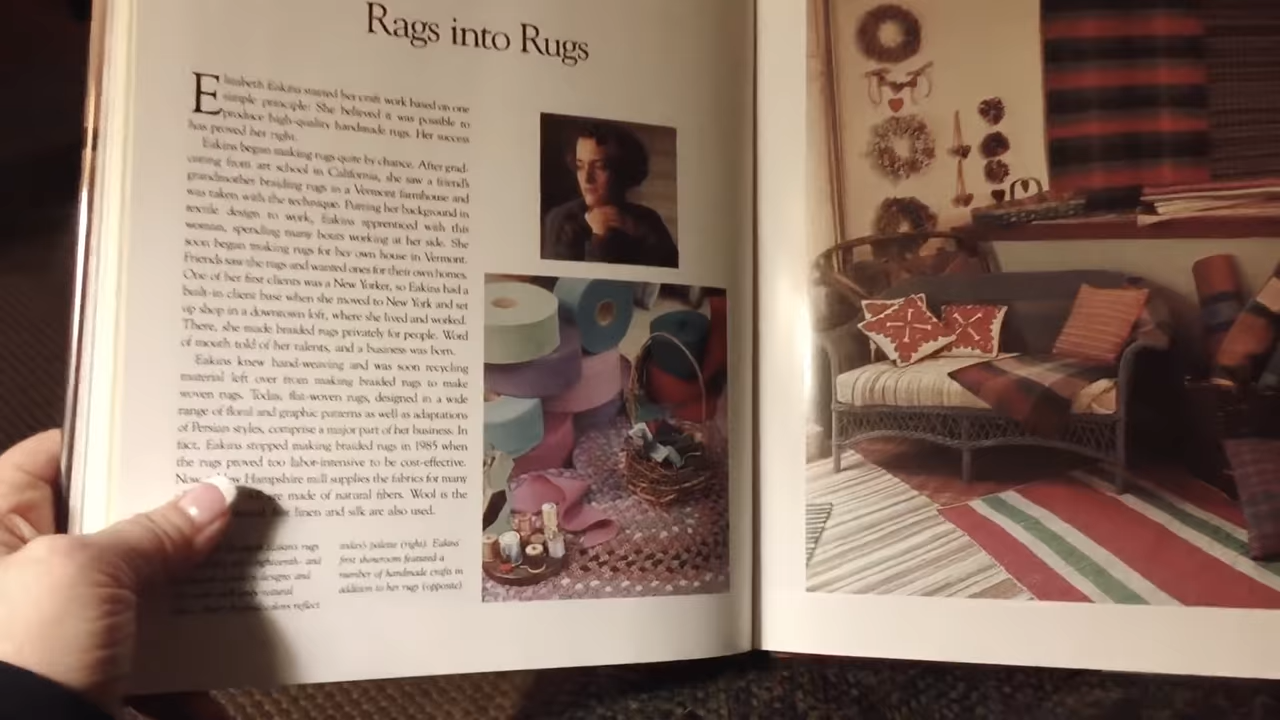 Rags into Rugs
Elizabeth Eakins started her craft work based on one
simple principle: She believed it was possible to
produce high-quality handmade rugs. Her success
has proved her right.
Eakins began making rugs quite by chance. After grad-
uating from art school in California, she saw a friend's
grandmother braiding rugs in a Vermont farmhouse and
was taken with the technique. Putting her background in
textile design to work, Eakins apprenticed with this
woman, spending many hours working at her side. She
soon began making rugs for her own house in Vermont.
Friends saw the rugs and wanted ones for their own homes.
One of her first clients was a New Yorker, so Eakins had a
built-in client base when she moved to New York and set
up shop in a downtown loft, where she lived and worked.
There, she made braided rugs privately for people. Word
of mouth told of her talents, and a business was born.
Eakins knew hand-weaving and was soon recycling
material left over from making braided rugs to make
woven rugs. Today, flat-woven rugs, designed in a wide
range of floral and graphic patterns as well as adaptations
of Persian styles, comprise a major part of her business. In
fact, Eakins stopped making braided rugs in 1985 when
the rugs proved too labor-intensive to be cost-effective.
Now Hampshire mill supplies the fabrics for many
are made of natural fibers. Wool is the
linen and silk are also used.
Eakins rugs
eighteenth- and
designs and
natural
colors reflect
palette (right). Eakins'
first showroom featured a
number of handmade crafts in
addition to her rugs (opposite)